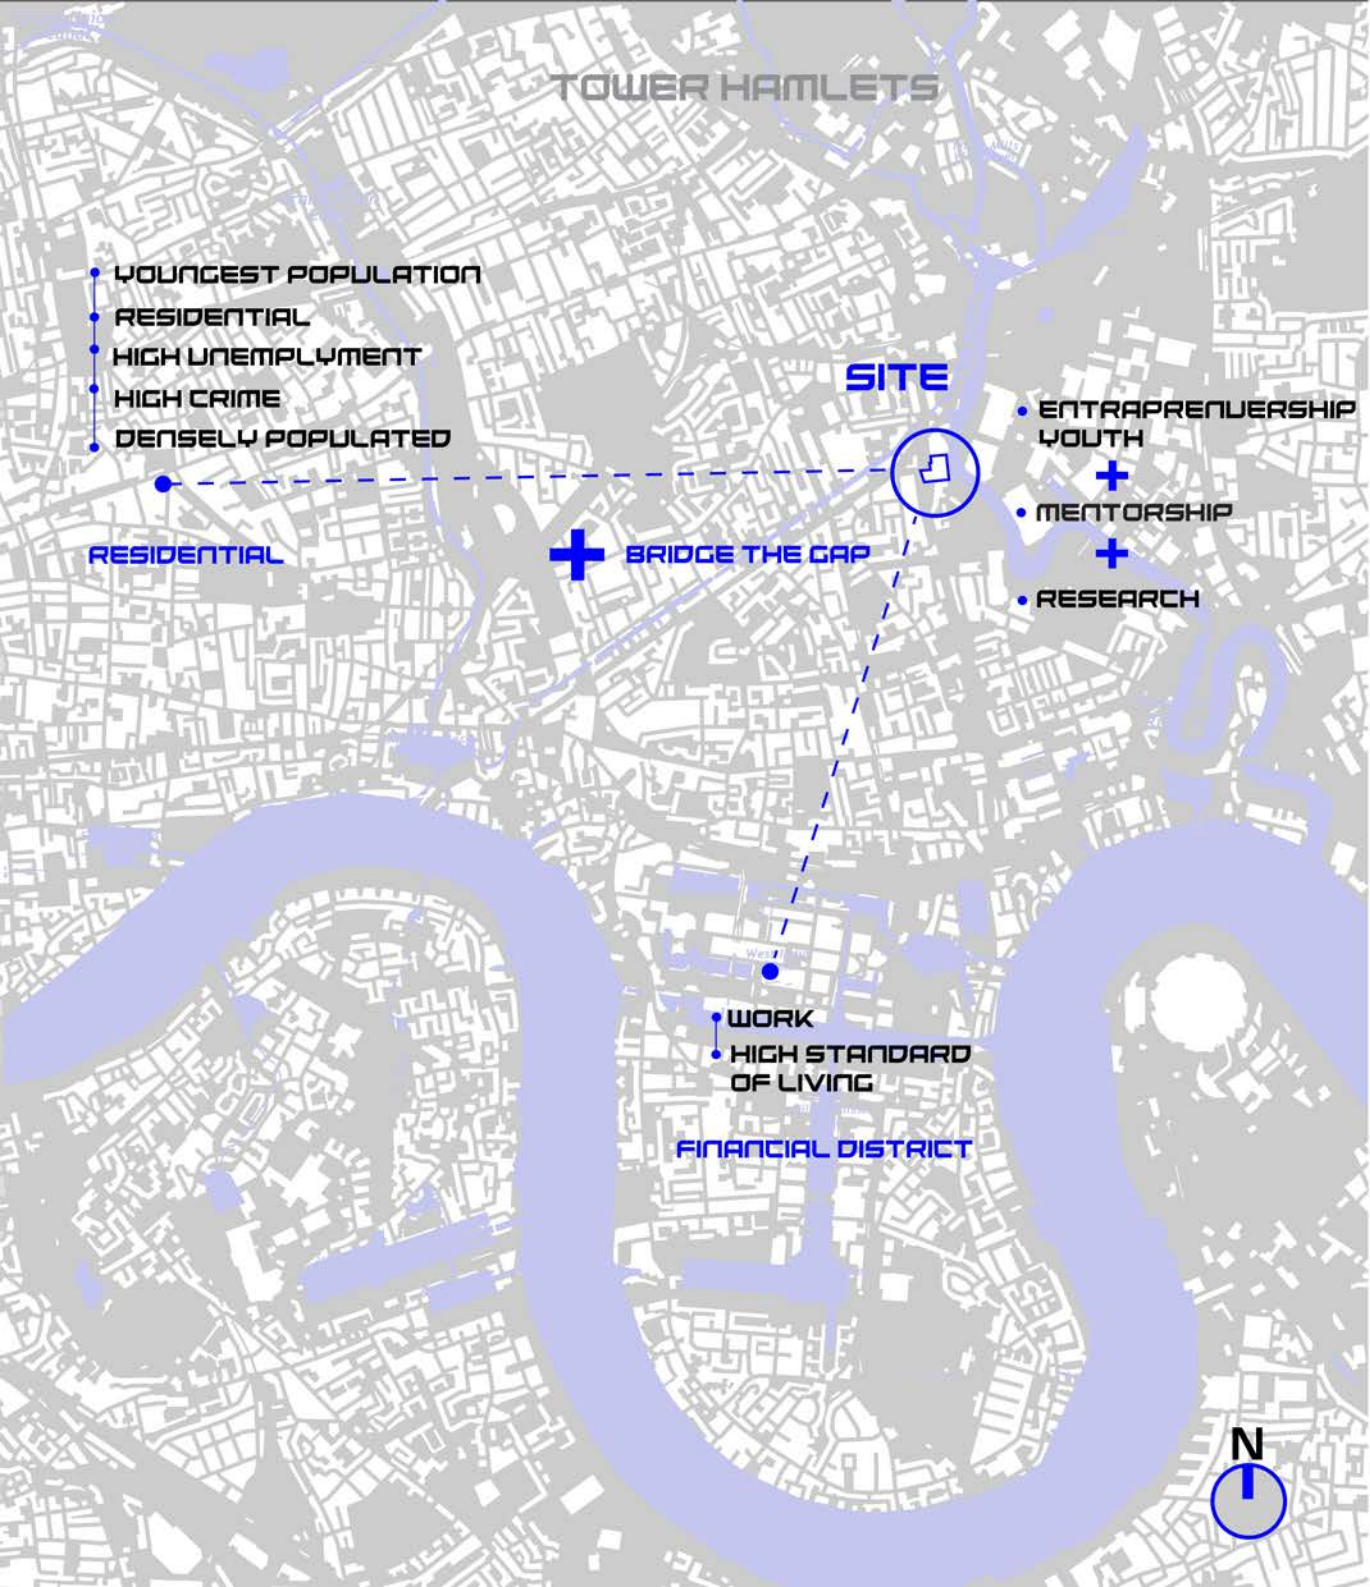 TOWER HAMLETS
YOUNGEST POPULATION
RESIDENTIAL
HIGH UNEMPLYMENT
HIGH CRIME
DENSELY POPULATED
RESIDENTIAL
BRIDGE THE GAP
SITE
ENTRAPRENUERSHIP
YOUTH
MENTORSHIP
RESEARCH
WORK
HIGH STANDARD
OF LIVING
FINANCIAL DISTRICT
N